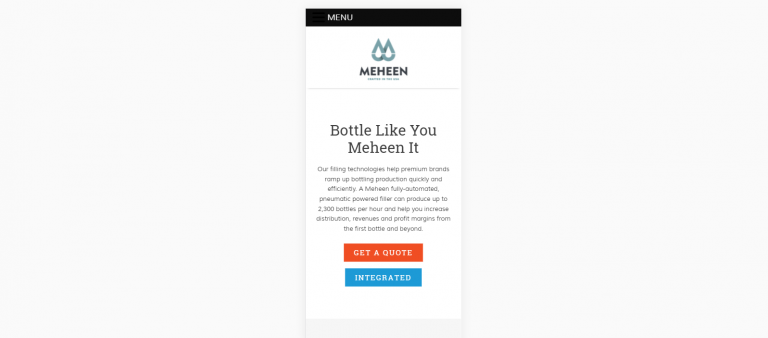 MENU
MEHEEN
Bottle Like You
Meheen It
Our filling technologies help premium brands
ramp up bottling production quickly and
efficiently. A Meheen fully-automated,
pneumatic powered filler can produce up to
2,300 bottles per hour and help you increase
distribution, revenues and profit margins from
the first bottle and beyond.
GET A QUOTE
INTEGRATED